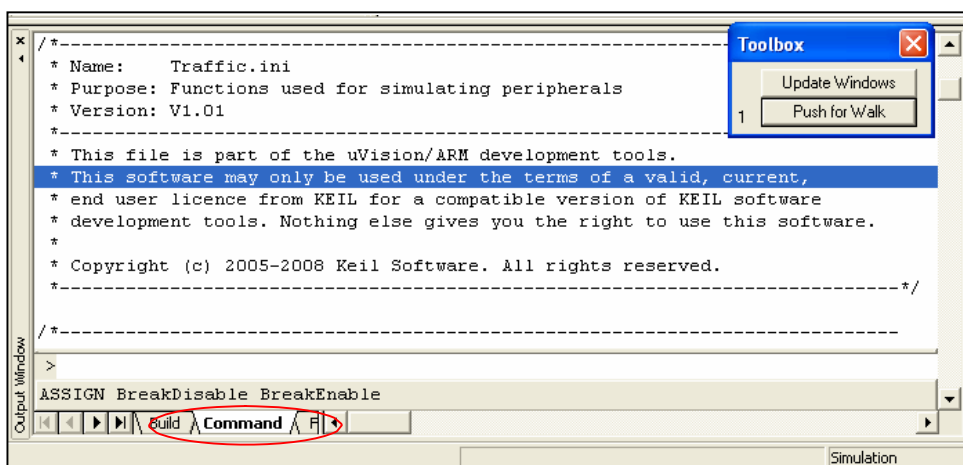 /*-----------------------------------------------------------------------------
* Name: Traffic.ini
* Purpose: Functions used for simulating peripherals
* Version: V1.01
*-----------------------------------------------------------------------------
* This file is part of the uVision/ARM development tools.
* This software may only be used under the terms of a valid, current,
* end user licence from KEIL for a compatible version of KEIL software
* development tools. Nothing else gives you the right to use this software.
*
* Copyright (c) 2005-2008 Keil Software. All rights reserved.
*----------------------------------------------------------------------------*/
/*-----------------------------------------------------------------------------
>
ASSIGN BreakDisable BreakEnable
Build Command F
Output Window
Toolbox
Update Windows
1 Push for Walk
Simulation